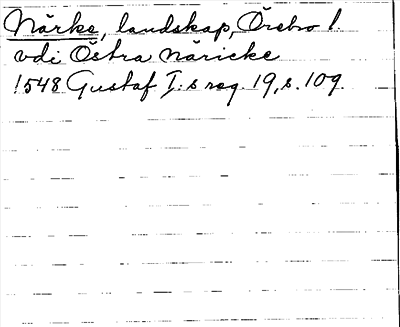 Närke, landskap, Örebro l.
vdi Östra Näricke
1548 Gustaf I:s reg. 19, s. 109.